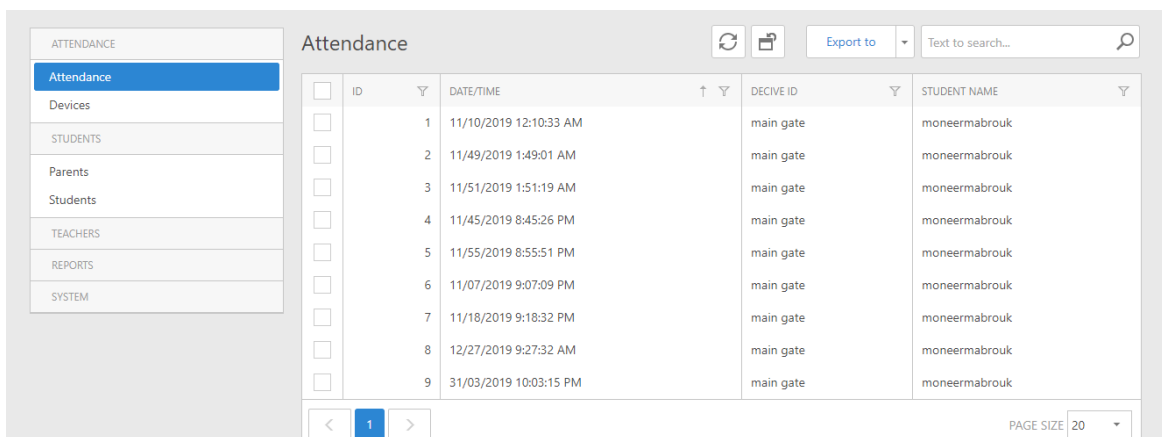 ATTENDANCE
Attendance
Devices
STUDENTS
Parents
Students
TEACHERS
REPORTS
SYSTEM
Attendance Export to Text to search...
ID DATE/TIME DECIVE ID STUDENT NAME
1 11/10/2019 12:10:33 AM main gate moneermabrouk
2 11/49/2019 1:49:01 AM main gate moneermabrouk
3 11/51/2019 1:51:19 AM main gate moneermabrouk
4 11/45/2019 8:45:26 PM main gate moneermabrouk
5 11/55/2019 8:55:51 PM main gate moneermabrouk
6 11/07/2019 9:07:09 PM main gate moneermabrouk
7 11/18/2019 9:18:32 PM main gate moneermabrouk
8 12/27/2019 9:27:32 AM main gate moneermabrouk
9 31/03/2019 10:03:15 PM main gate moneermabrouk
1 PAGE SIZE 20